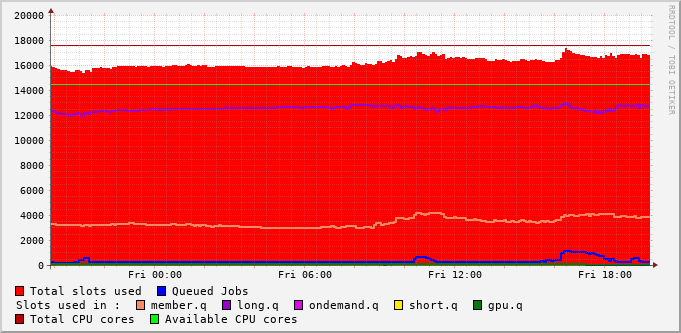 RRDTOOL / TOBI OETIKER
20000
18000
16000
14000
12000
10000
8000
6000
4000
2000
0
Fri 00:00 Fri 06:00 Fri 12:00 Fri 18:00
Total slots used Queued Jobs
Slots used in : member.q long.q ondemand.q short.q gpu.q
Total CPU cores Available CPU cores